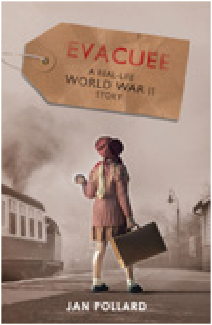 EVACUEE
A REAL-LIFE
WORLD WAR II
STORY
JAN POLLARD